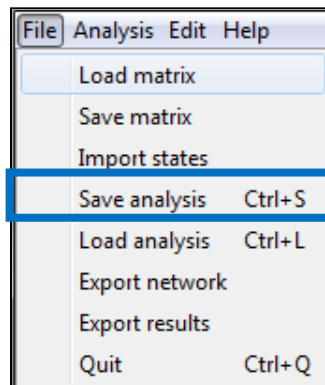 File Analysis Edit Help
Load matrix
Save matrix
Import states
Save analysis Ctrl+S
Load analysis Ctrl+L
Export network
Export results
Quit Ctrl+Q